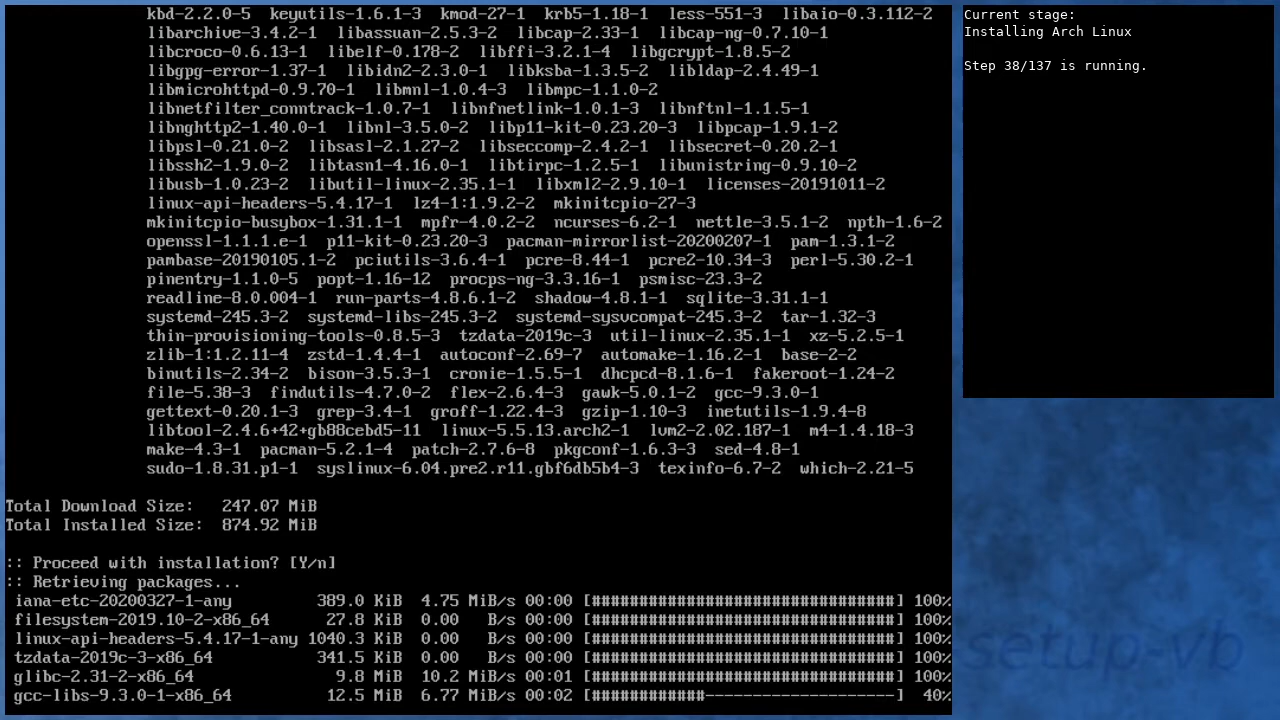 kbd-2.2.0-5  keyutils-1.6.1-3  kmod-27-1  krb5-1.18-1  less-551-3  libaio-0.3.112-2
libarchive-3.4.2-1  libassuan-2.5.3-2  libcap-2.33-1  libcap-ng-0.7.10-1
libcroco-0.6.13-1  libelf-0.178-2  libffi-3.2.1-4  libgcrypt-1.8.5-2
libgpg-error-1.37-1  libidn2-2.3.0-1  libksba-1.3.5-2  libldap-2.4.49-1
libmicrohttpd-0.9.70-1  libmnl-1.0.4-3  libmpc-1.1.0-2
libnetfilter_conntrack-1.0.7-1  libnfnetlink-1.0.1-3  libnftnl-1.1.5-1
libnghttp2-1.40.0-1  libnl-3.5.0-2  libp11-kit-0.23.20-3  libpcap-1.9.1-2
libpsl-0.21.0-2  libsasl-2.1.27-2  libseccomp-2.4.2-1  libsecret-0.20.2-1
libssh2-1.9.0-2  libtasn1-4.16.0-1  libtirpc-1.2.5-1  libunistring-0.9.10-2
libusb-1.0.23-2  libutil-linux-2.35.1-1  libxml2-2.9.10-1  licenses-20191011-2
linux-api-headers-5.4.17-1  lz4-1:1.9.2-2  mkinitcpio-27-3
mkinitcpio-busybox-1.31.1-1  mpfr-4.0.2-2  ncurses-6.2-1  nettle-3.5.1-2  npth-1.6-2
openssl-1.1.1.e-1  p11-kit-0.23.20-3  pacman-mirrorlist-20200207-1  pam-1.3.1-2
pambase-20190105.1-2  pciutils-3.6.4-1  pcre-8.44-1  pcre2-10.34-3  perl-5.30.2-1
pinentry-1.1.0-5  popt-1.16-12  procps-ng-3.3.16-1  psmisc-23.3-2
readline-8.0.004-1  run-parts-4.8.6.1-2  shadow-4.8.1-1  sqlite-3.31.1-1
systemd-245.3-2  systemd-libs-245.3-2  systemd-sysvcompat-245.3-2  tar-1.32-3
thin-provisioning-tools-0.8.5-3  tzdata-2019c-3  util-linux-2.35.1-1  xz-5.2.5-1
zlib-1:1.2.11-4  zstd-1.4.4-1  autoconf-2.69-7  automake-1.16.2-1  base-2-2
binutils-2.34-2  bison-3.5.3-1  cronie-1.5.5-1  dhcpcd-8.1.6-1  fakeroot-1.24-2
file-5.38-3  findutils-4.7.0-2  flex-2.6.4-3  gawk-5.0.1-2  gcc-9.3.0-1
gettext-0.20.1-3  grep-3.4-1  groff-1.22.4-3  gzip-1.10-3  inetutils-1.9.4-8
libtool-2.4.6+42+gb88cebd5-11  linux-5.5.13.arch2-1  lvm2-2.02.187-1  m4-1.4.18-3
make-4.3-1  pacman-5.2.1-4  patch-2.7.6-8  pkgconf-1.6.3-3  sed-4.8-1
sudo-1.8.31.p1-1  syslinux-6.04.pre2.r11.gbf6db5b4-3  texinfo-6.7-2  which-2.21-5
Total Download Size:   247.07 MiB
Total Installed Size:  874.92 MiB
:: Proceed with installation? [Y/n]
:: Retrieving packages...
iana-etc-20200327-1-any  389.0 KiB  4.75 MiB/s 00:00 [################################] 100%
filesystem-2019.10-2-x86_64  27.8 KiB  0.00   B/s 00:00 [################################] 100%
linux-api-headers-5.4.17-1-any 1040.3 KiB  0.00   B/s 00:00 [################################] 100%
tzdata-2019c-3-x86_64  341.5 KiB  0.00   B/s 00:00 [################################] 100%
glibc-2.31-2-x86_64  9.8 MiB  10.2 MiB/s 00:01 [################################] 100%
gcc-libs-9.3.0-1-x86_64  12.5 MiB  6.77 MiB/s 00:02 [############--------------------]  40%
Current stage:
Installing Arch Linux
Step 38/137 is running.
setup-vb